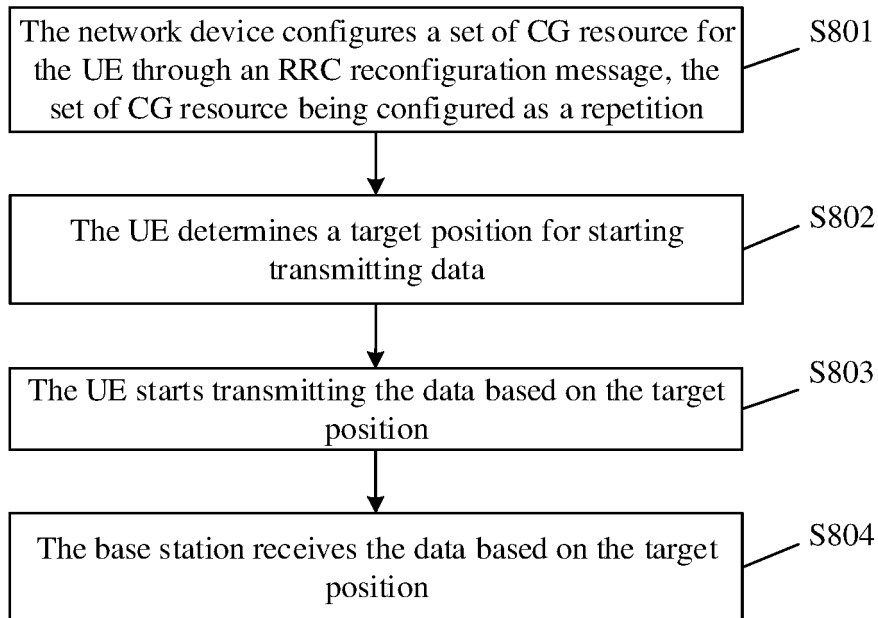 The network device configures a set of CG resource for
the UE through an RRC reconfiguration message, the
set of CG resource being configured as a repetition
S801
The UE determines a target position for starting
transmitting data
S802
The UE starts transmitting the data based on the target
position
S803
The base station receives the data based on the target
position
S804